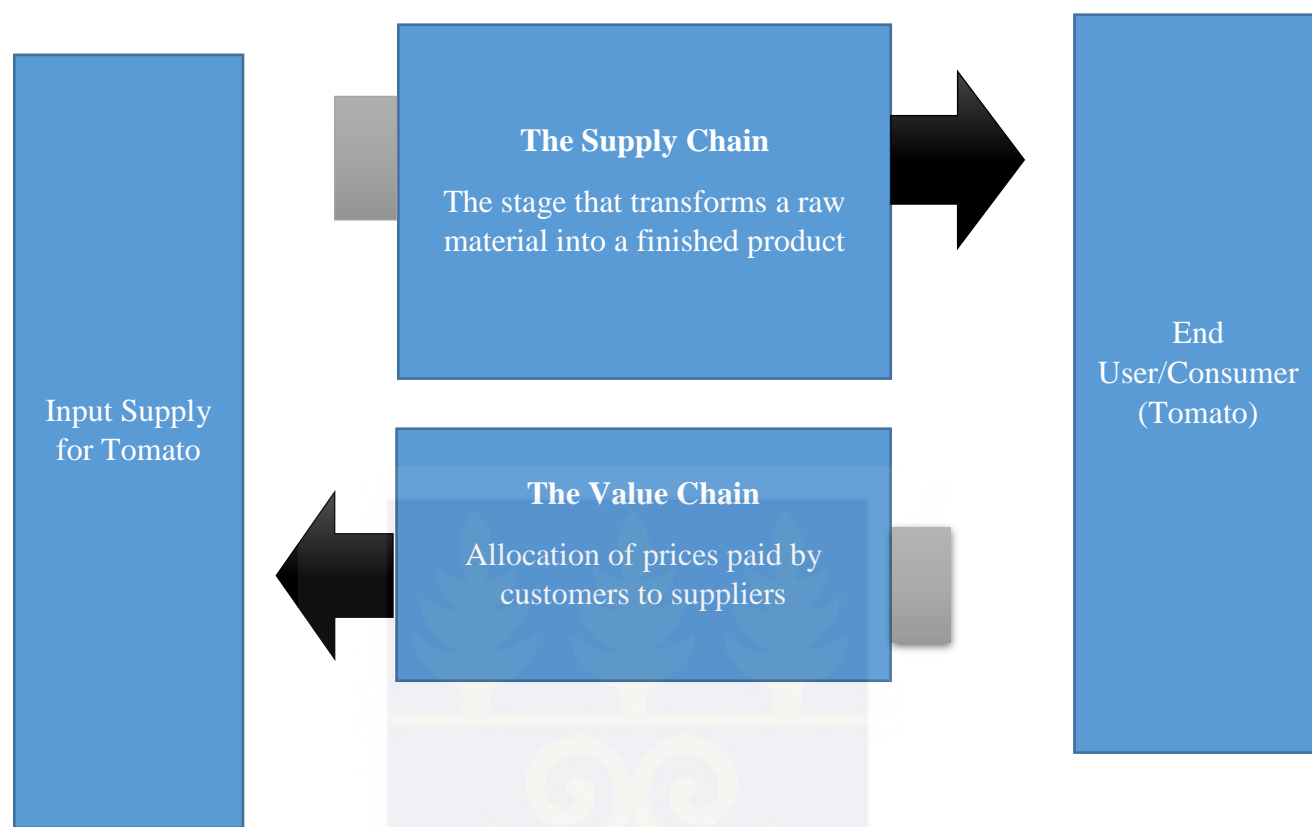 Input Supply
for Tomato
The Supply Chain
The stage that transforms a raw
material into a finished product
The Value Chain
Allocation of prices paid by
customers to suppliers
End
User/Consumer
(Tomato)